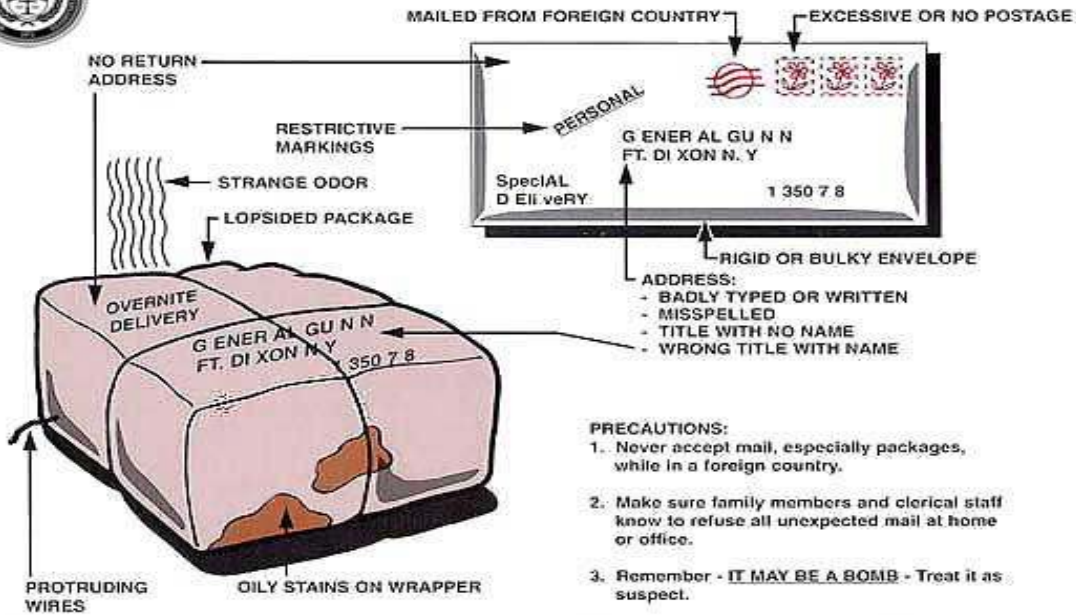 MAILED FROM FOREIGN COUNTRY
EXCESSIVE OR NO POSTAGE
NO RETURN
ADDRESS
RESTRICTIVE
MARKINGS
PERSONAL
G ENER AL GU N N
FT. DI XON N. Y
SpecIAL
D Eli veRY
1 350 7 8
STRANGE ODOR
LOPSIDED PACKAGE
RIGID OR BULKY ENVELOPE
ADDRESS:
- BADLY TYPED OR WRITTEN
- MISSPELLED
- TITLE WITH NO NAME
- WRONG TITLE WITH NAME
OVERNITE
DELIVERY
G ENER AL GU N N
FT. DI XON N Y
1 350 7 8
PROTRUDING
WIRES
OILY STAINS ON WRAPPER
PRECAUTIONS:
1. Never accept mail, especially packages,
while in a foreign country.
2. Make sure family members and clerical staff
know to refuse all unexpected mail at home
or office.
3. Remember - IT MAY BE A BOMB - Treat it as
suspect.